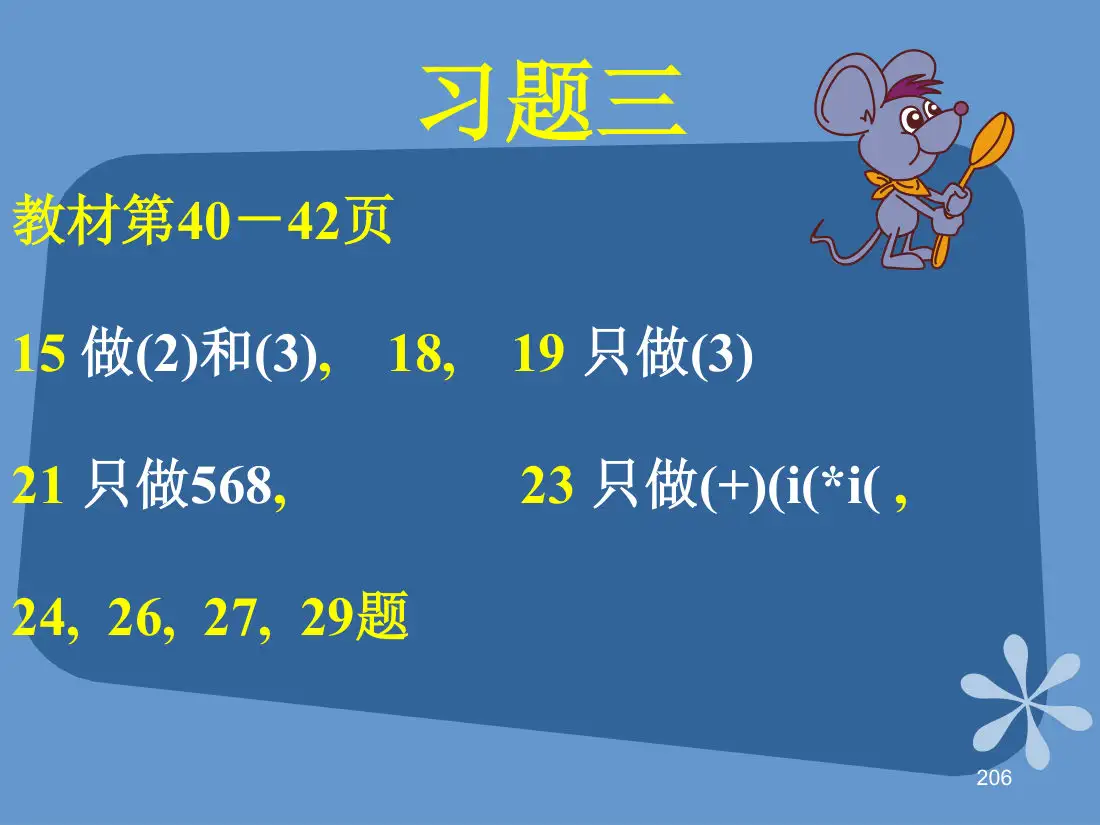 习题三
教材第40－42页
15 做(2)和(3), 18, 19 只做(3)
21 只做568, 23 只做(+)(i(*i( ,
24, 26, 27, 29题
206